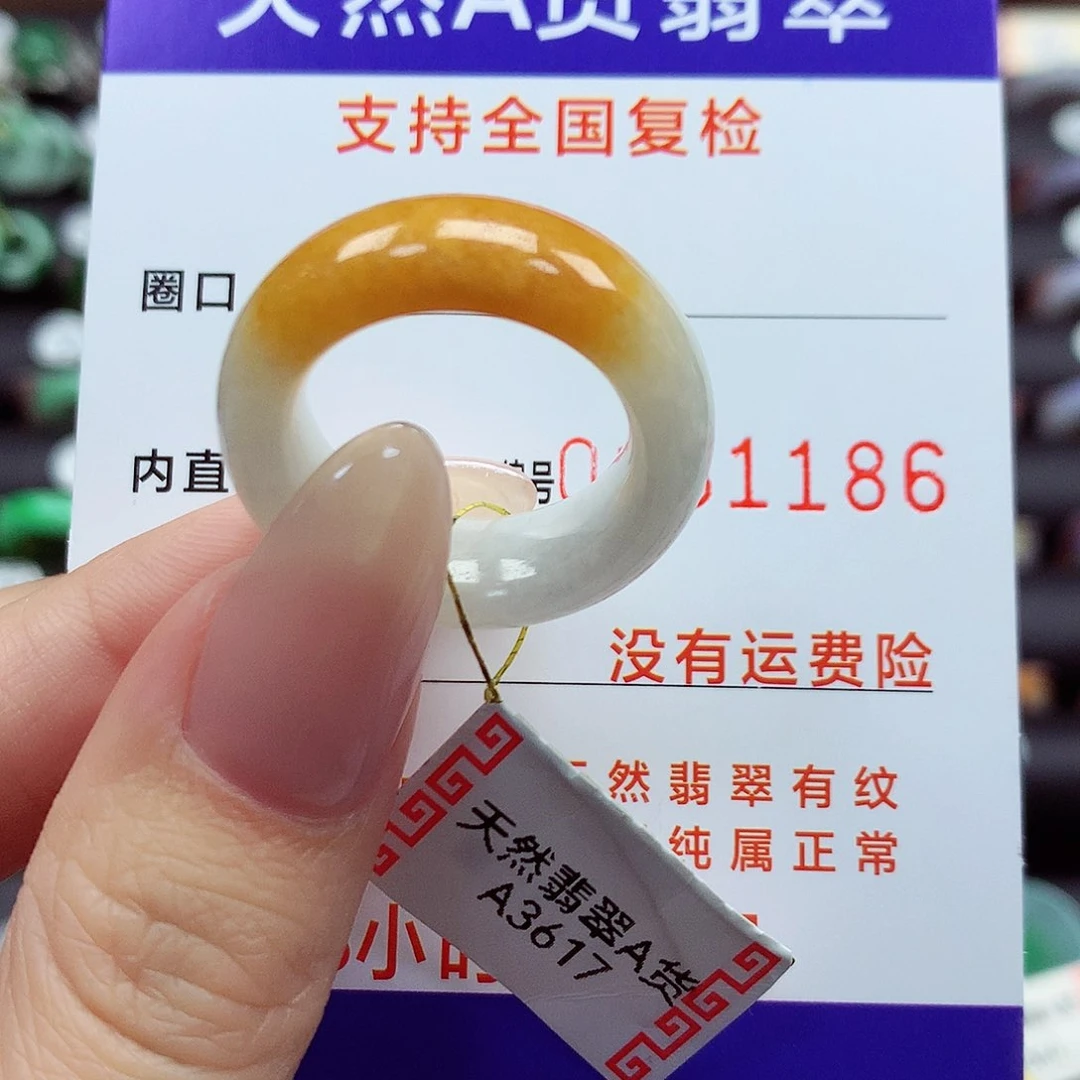 天然A货翡翠
支持全国复检
圈口
内直
编号
1186
没有运费险
然翡翠有纹
纯属正常
小时
天然翡翠A货
A3617